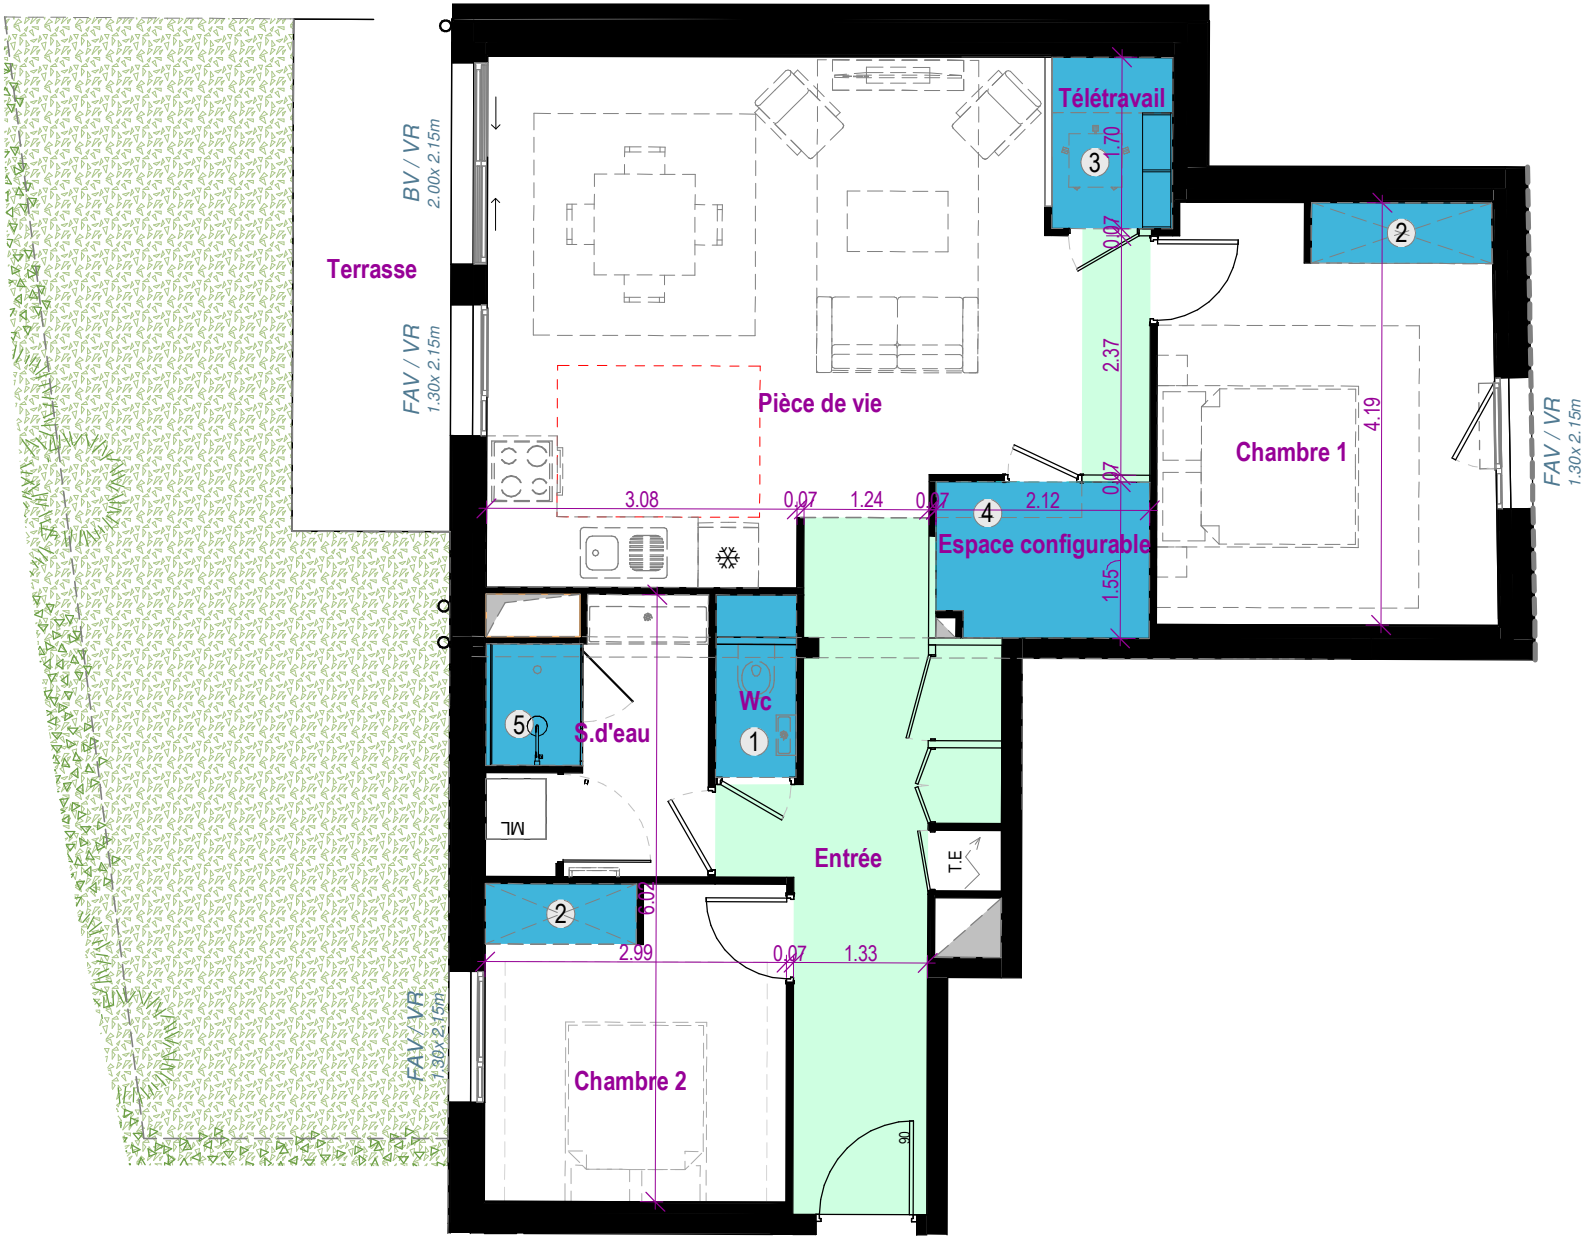 Télétravail
1.70
3
0.07
2
BV / VR
2.00x 2.15m
Terrasse
FAV / VR
1.30x 2.15m
2.37
Pièce de vie
4.19
Chambre 1
FAV / VR
1.30x 2.15m
3.08
0.07
1.24
0.07
2.12
0.07
4
Espace configurable
1.55
Wc
1
5
S.d'eau
ML
Entrée
T.E
2
6.02
2.99
0.07
1.33
FAV / VR
1.30x 2.15m
Chambre 2
90